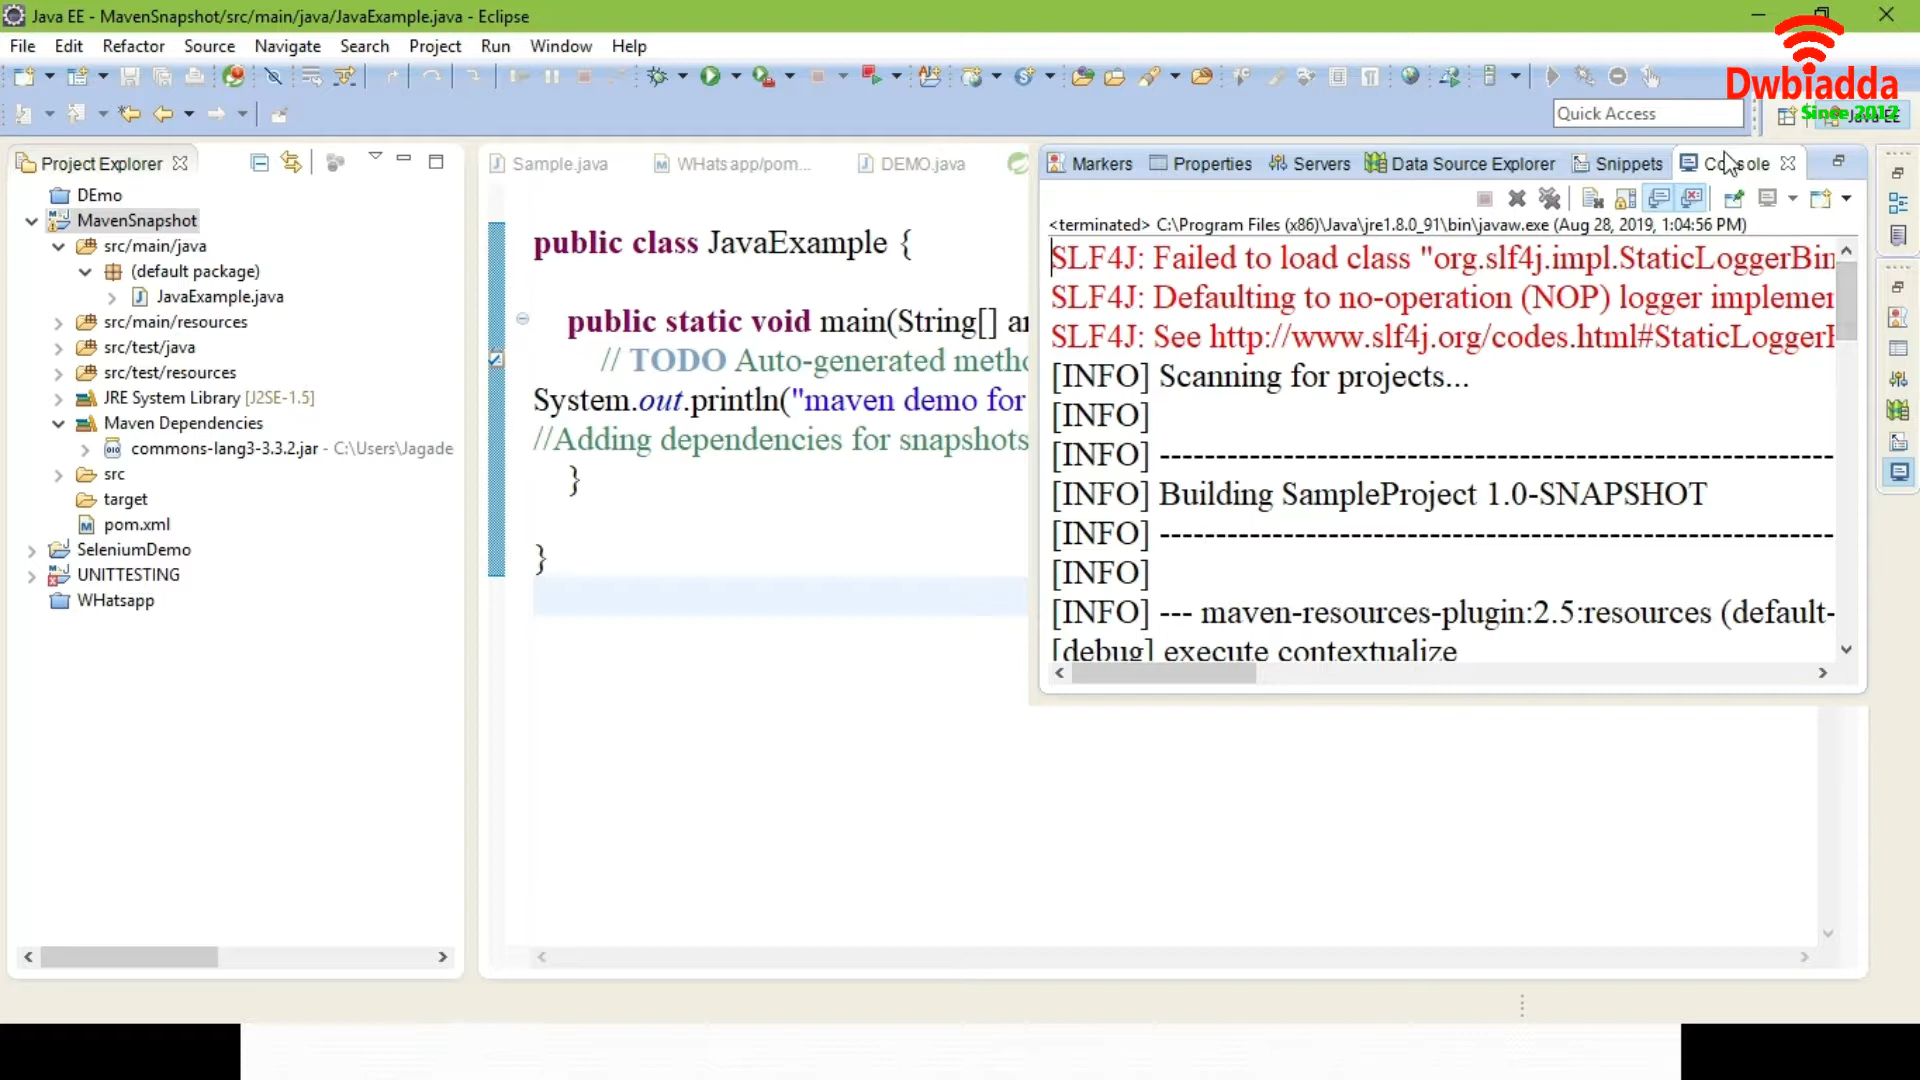 Java EE - MavenSnapshot/src/main/java/JavaExample.java - Eclipse
File Edit Refactor Source Navigate Search Project Run Window Help
Dwbiadda
Since 2012
Quick Access
Java EE
Project Explorer
DEmo
MavenSnapshot
src/main/java
(default package)
JavaExample.java
src/main/resources
src/test/java
src/test/resources
JRE System Library [J2SE-1.5]
Maven Dependencies
commons-lang3-3.3.2.jar - C:\Users\Jagade
src
target
pom.xml
SeleniumDemo
UNITTESTING
WHatsapp
Sample.java WHatsapp/pom... DEMO.java
public class JavaExample {
public static void main(String[] ar
// TODO Auto-generated metho
System.out.println("maven demo for
//Adding dependencies for snapshots
}
}
Markers Properties Servers Data Source Explorer Snippets Console
<terminated> C:\Program Files (x86)\Java\jre1.8.0_91\bin\javaw.exe (Aug 28, 2019, 1:04:56 PM)
SLF4J: Failed to load class "org.slf4j.impl.StaticLoggerBin
SLF4J: Defaulting to no-operation (NOP) logger implemen
SLF4J: See http://www.slf4j.org/codes.html#StaticLoggerB
[INFO] Scanning for projects...
[INFO]
[INFO] ------------------------------------------------------------
[INFO] Building SampleProject 1.0-SNAPSHOT
[INFO] ------------------------------------------------------------
[INFO]
[INFO] --- maven-resources-plugin:2.5:resources (default-
[debug] execute contextualize